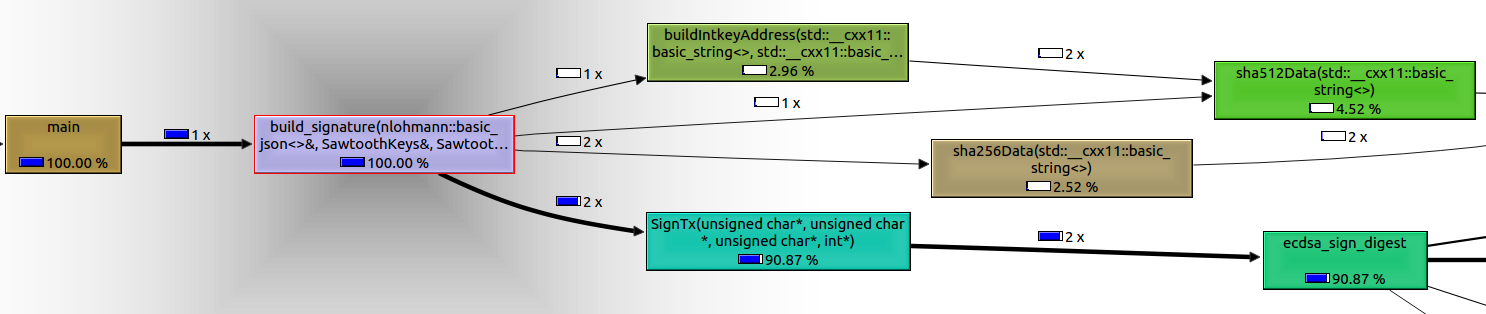 main
100.00 %
1 x
build_signature(nlohmann::basic_
json<>&, SawtoothKeys&, Sawtoot...
100.00 %
1 x
buildIntkeyAddress(std::__cxx11::
basic_string<>, std::__cxx11::basic_...
2.96 %
2 x
1 x
sha512Data(std::__cxx11::basic_
string<>)
4.52 %
2 x
sha256Data(std::__cxx11::basic_
string<>)
2.52 %
2 x
2 x
SignTx(unsigned char*, unsigned char
*, unsigned char*, int*)
90.87 %
2 x
ecdsa_sign_digest
90.87 %